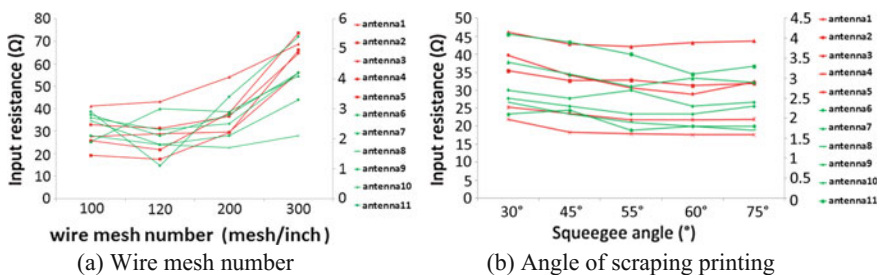 80
70
60
50
40
30
20
10
0
Input resistance (Ω)
6
5
4
3
2
1
0
100 120 200 300
wire mesh number (mesh/inch)
antenna1
antenna2
antenna3
antenna4
antenna5
antenna6
antenna7
antenna8
antenna9
antenna10
antenna11
(a) Wire mesh number
50
45
40
35
30
25
20
15
10
5
0
Input resistance (Ω)
4.5
4
3.5
3
2.5
2
1.5
1
0.5
0
30° 45° 55° 60° 75°
Squeegee angle (°)
antenna1
antenna2
antenna3
antenna4
antenna5
antenna6
antenna7
antenna8
antenna9
antenna10
antenna11
(b) Angle of scraping printing